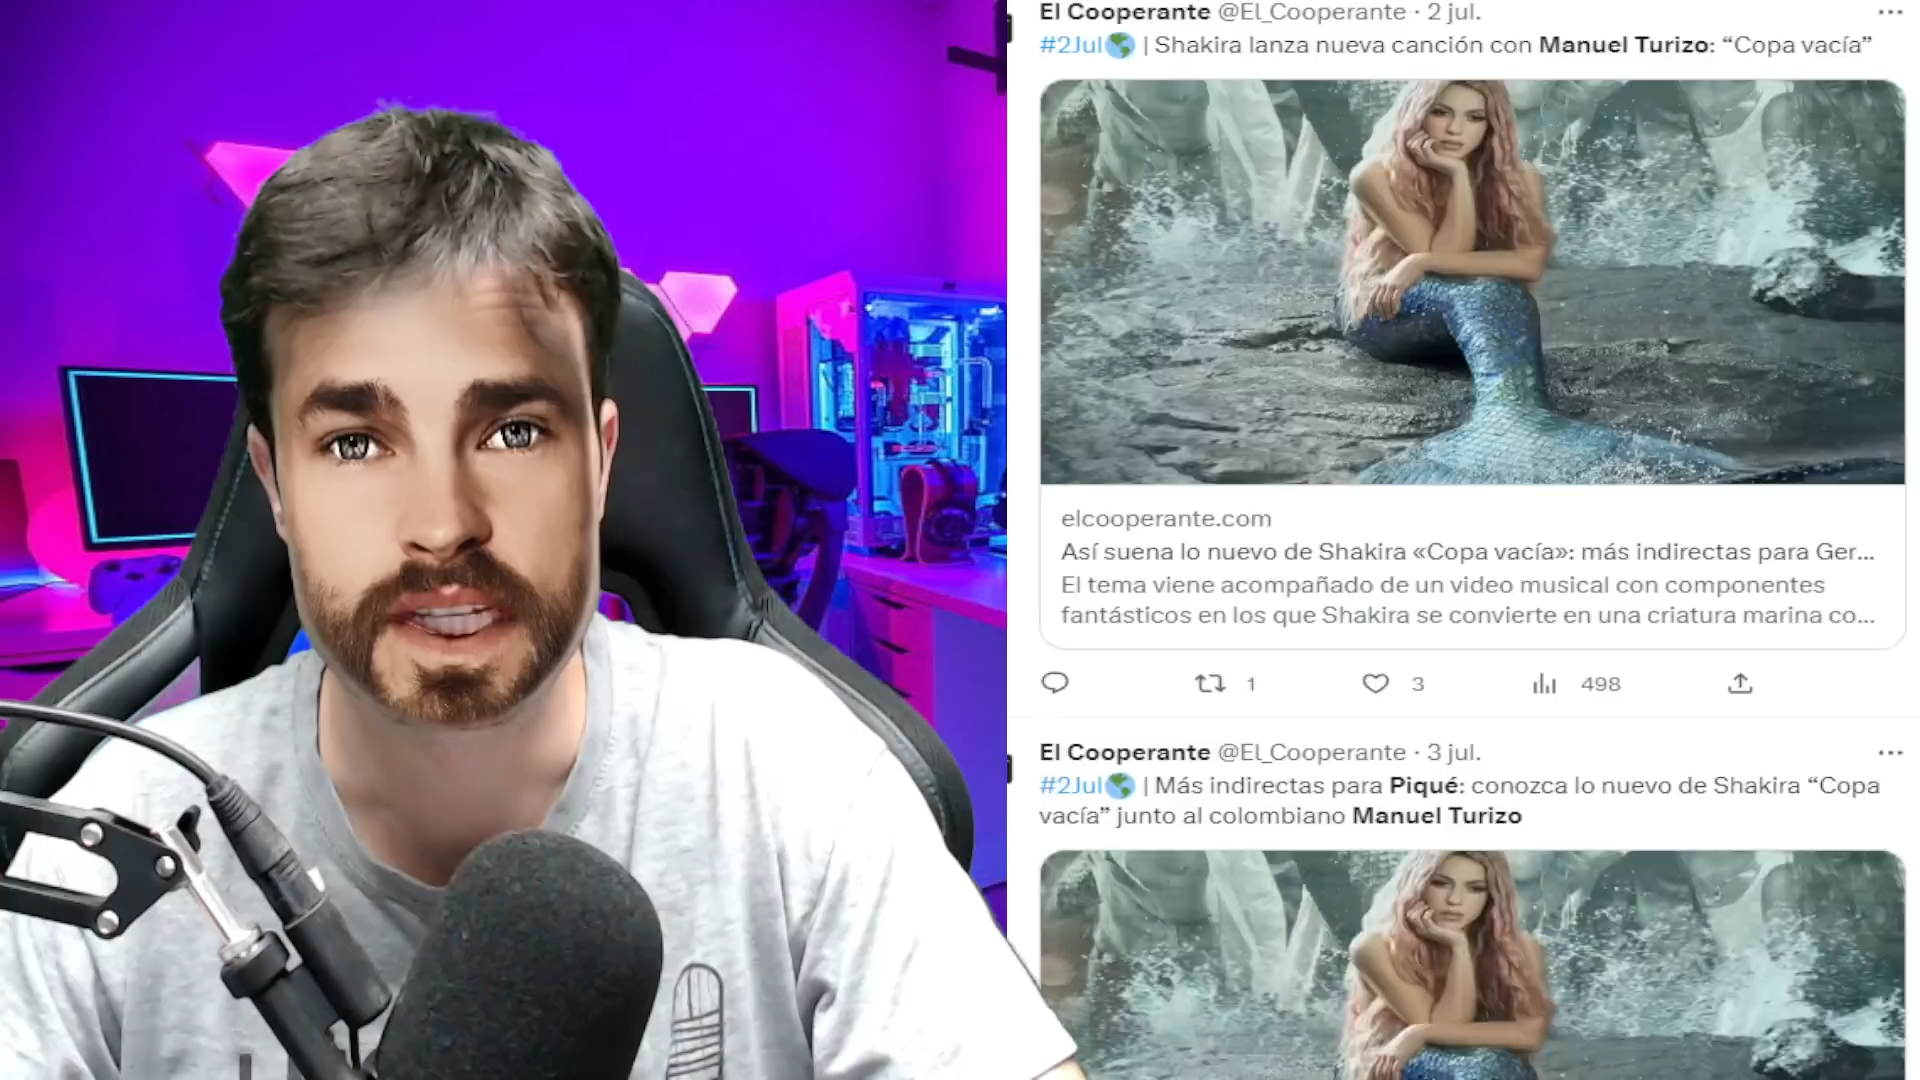 El Cooperante @El_Cooperante · 2 jul.
#2Jul | Shakira lanza nueva canción con Manuel Turizo: “Copa vacía”
elcooperante.com
Así suena lo nuevo de Shakira «Copa vacía»: más indirectas para Ger...
El tema viene acompañado de un video musical con componentes
fantásticos en los que Shakira se convierte en una criatura marina co...
1
3
498
El Cooperante @El_Cooperante · 3 jul.
#2Jul | Más indirectas para Piqué: conozca lo nuevo de Shakira “Copa
vacía” junto al colombiano Manuel Turizo